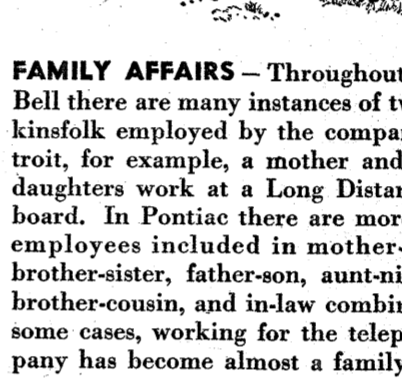 FAMILY AFFAIRS — Throughout
Bell there are many instances of tw
kinsfolk employed by the compa
troit, for example, a mother and
daughters work at a Long Distan
board. In Pontiac there are mor
employees included in mother-
brother-sister, father-son, aunt-ni
brother-cousin, and in-law combin
some cases, working for the telep
pany has become almost a family